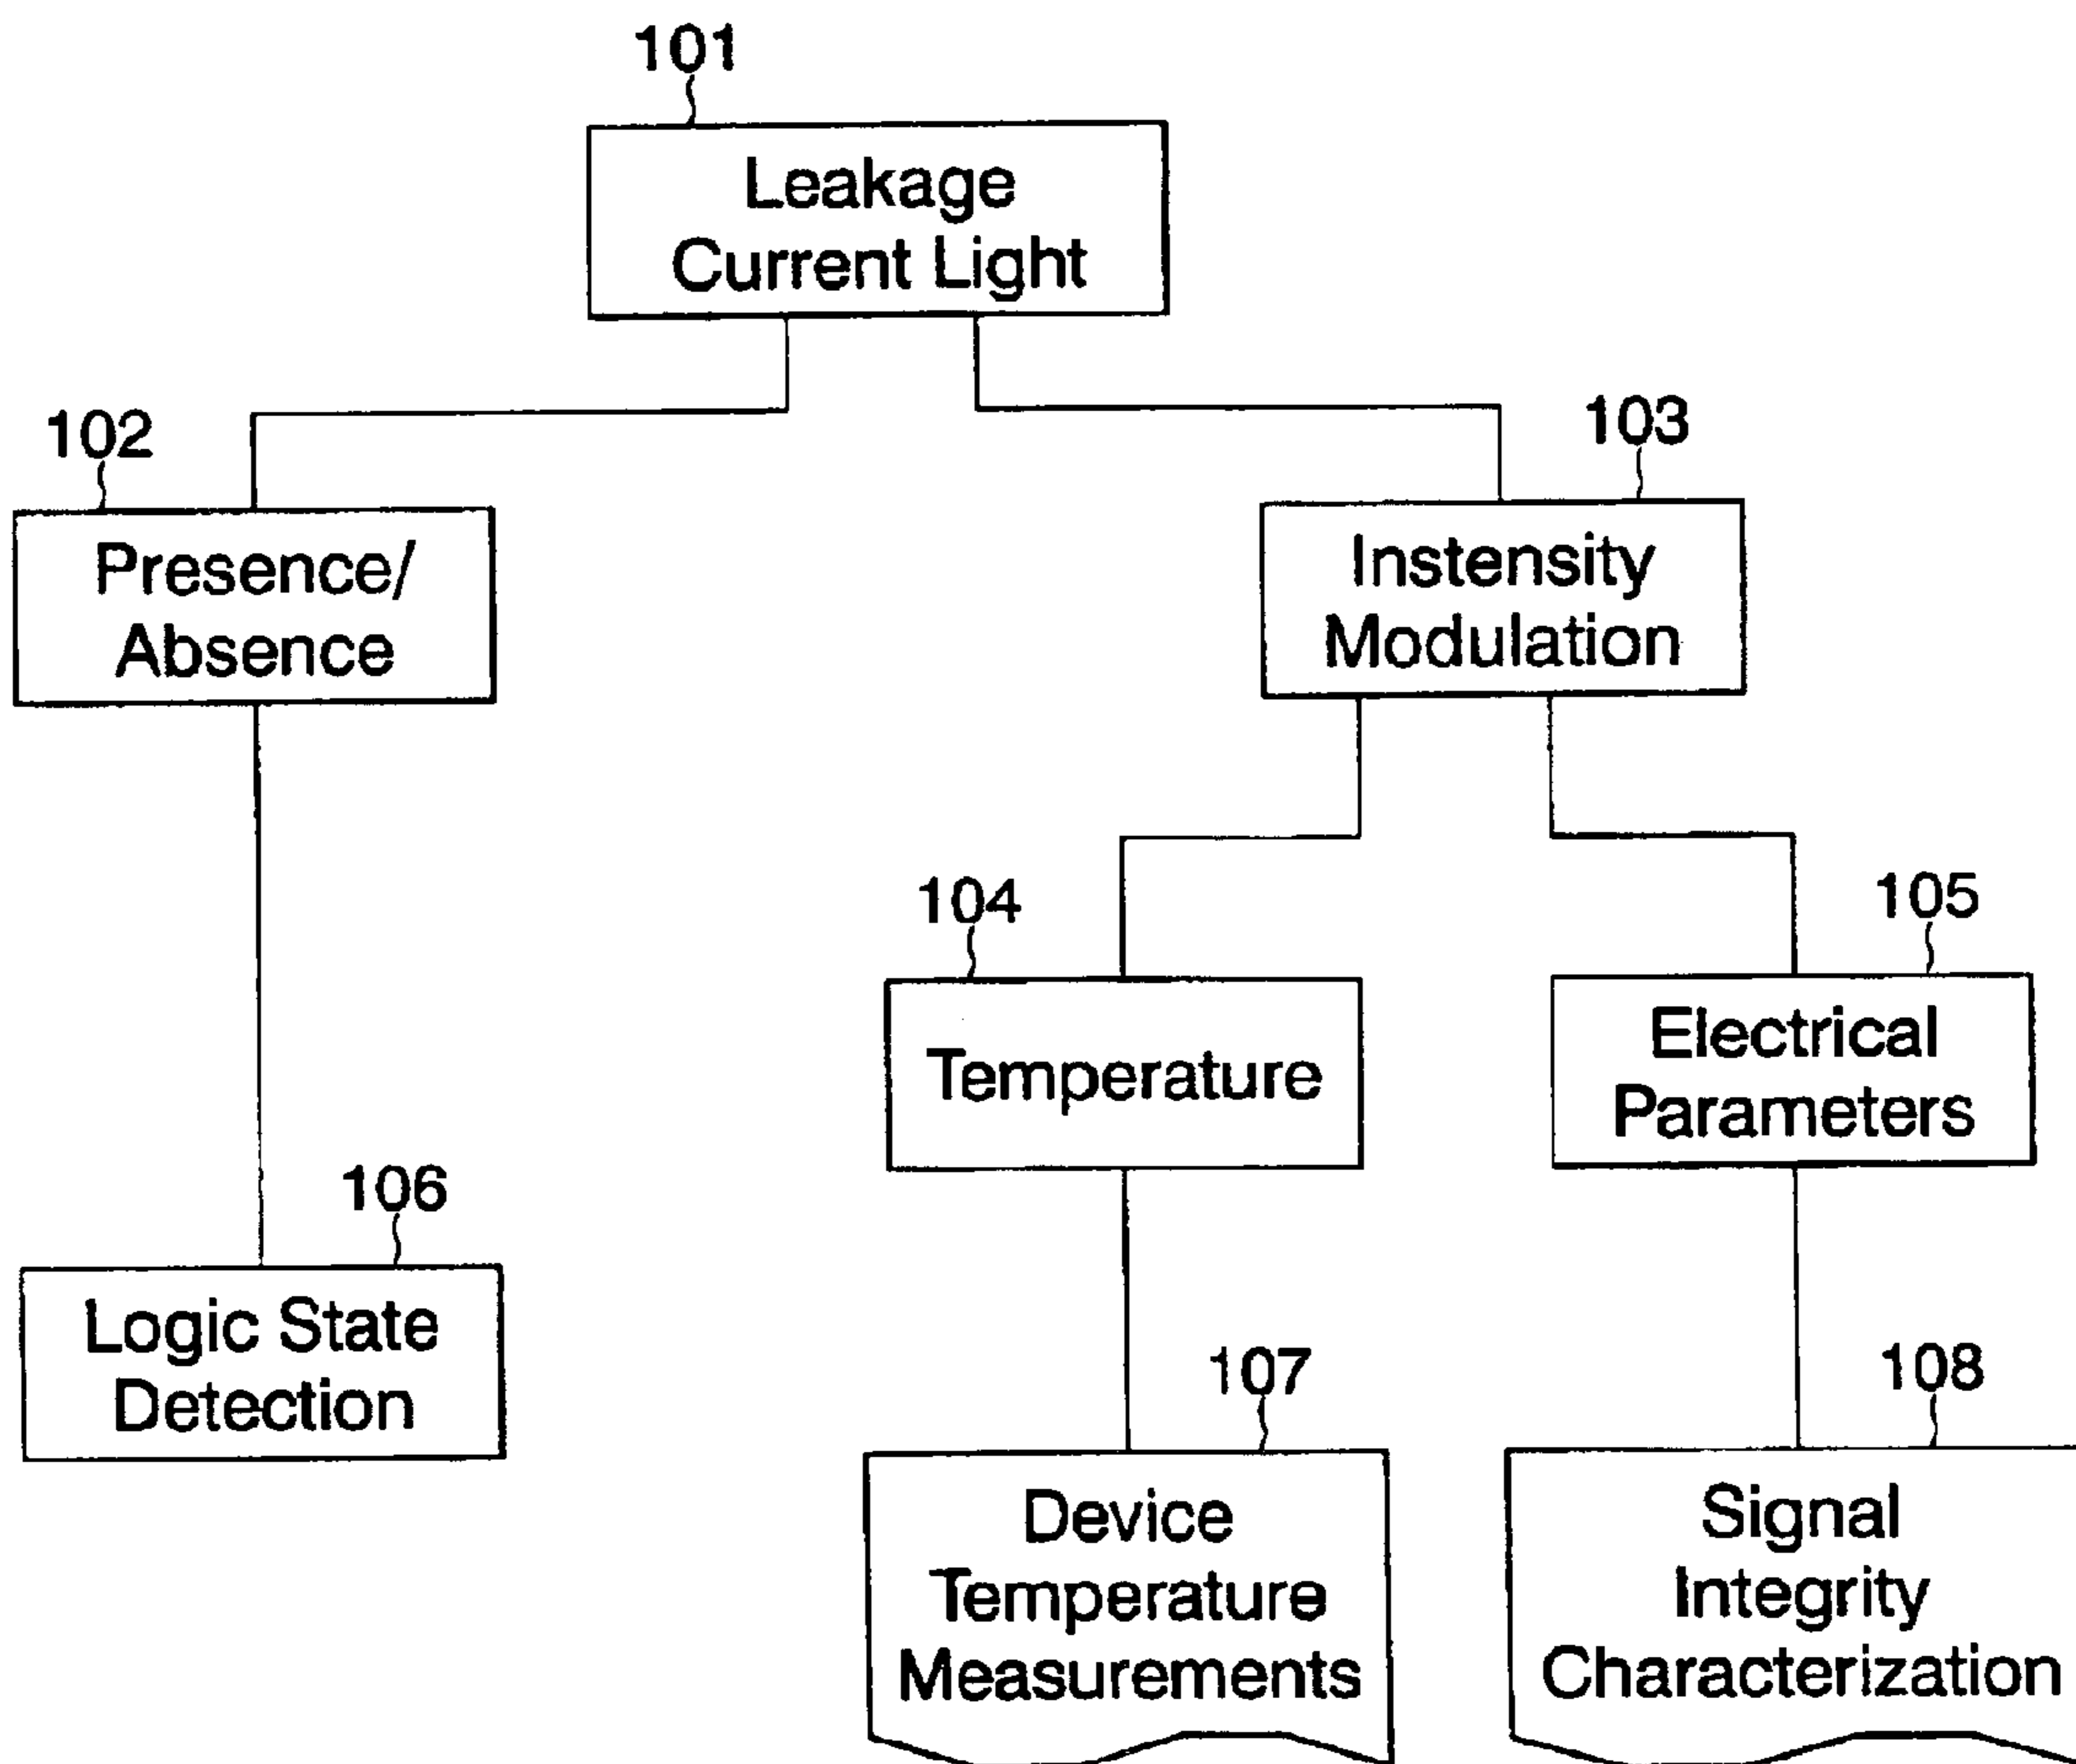 101
Leakage
Current Light
102
Presence/
Absence
103
Instensity
Modulation
104
Temperature
105
Electrical
Parameters
106
Logic State
Detection
107
Device
Temperature
Measurements
108
Signal
Integrity
Characterization